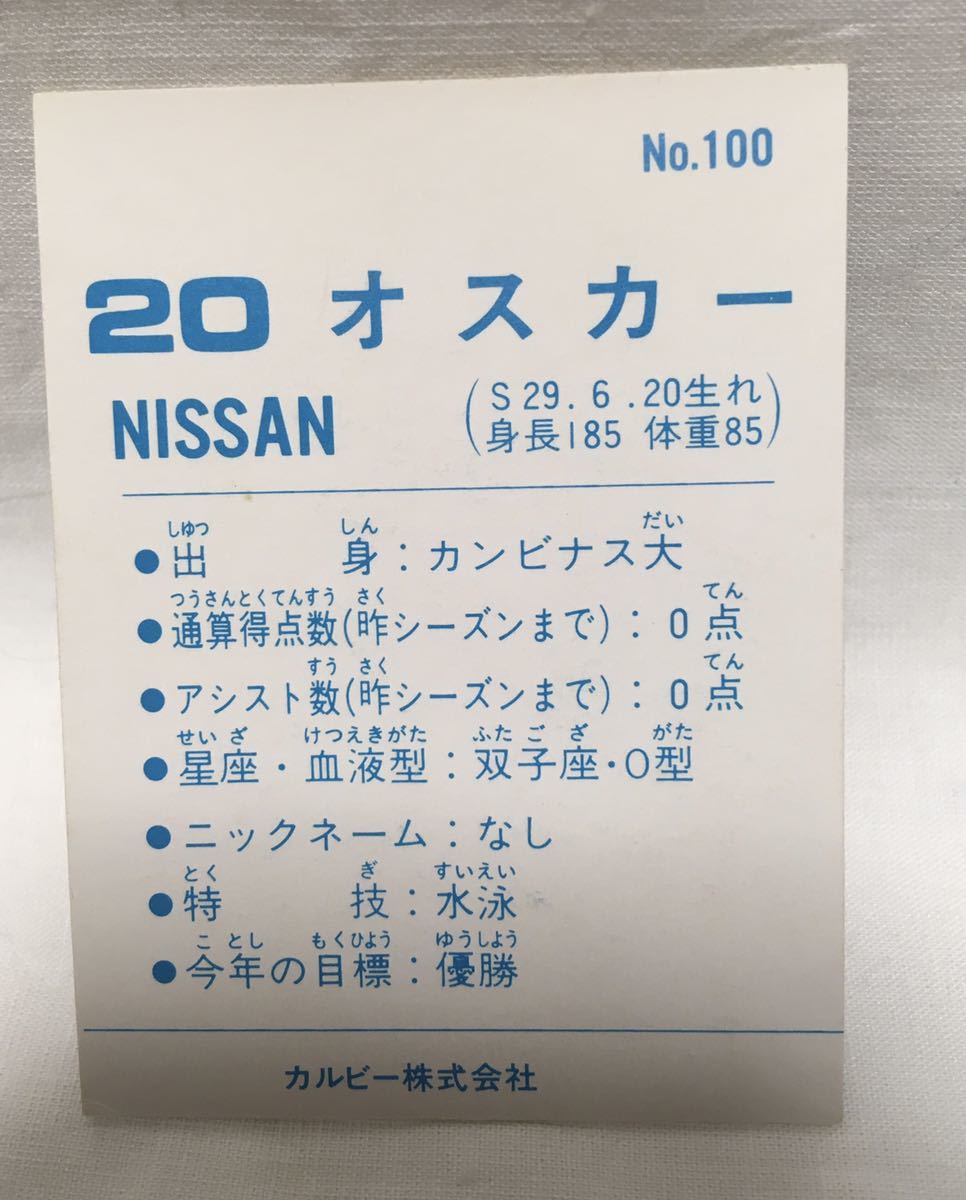 No.100
20 オスカー
NISSAN
(S29.6.20生れ
身長185 体重85)
しゅつ しん だい
●出身：カンビナス大
つうさんとくてんすう さく てん
●通算得点数(昨シーズンまで)：0点
すう さく てん
●アシスト数(昨シーズンまで)：0点
せいざ けつえきがた ふたござ がた
●星座・血液型：双子座・O型
●ニックネーム：なし
とく ぎ すいえい
●特技：水泳
ことし もくひよう ゆうしよう
●今年の目標：優勝
カルビー株式会社